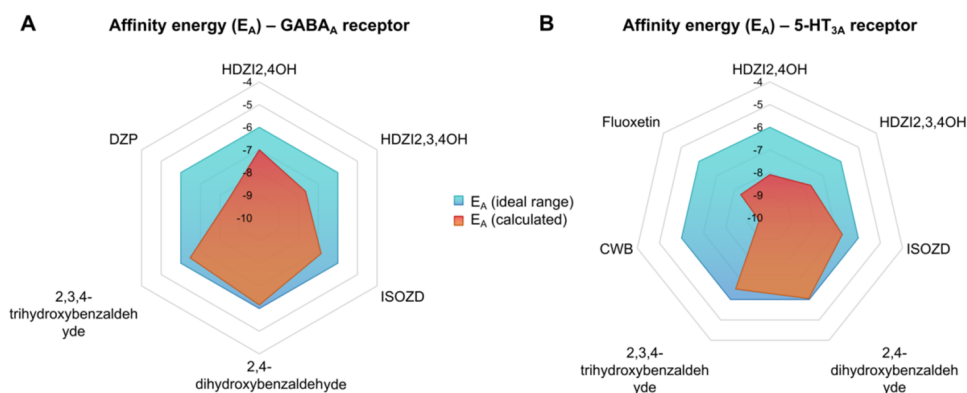 A
Affinity energy (EA) – GABAA receptor
HDZI2,4OH
HDZI2,3,4OH
ISOZD
2,4-
dihydroxybenzaldehyde
2,3,4-
trihydroxybenzaldeh
yde
DZP
-4
-5
-6
-7
-8
-9
-10
EA (ideal range)
EA (calculated)
B
Affinity energy (EA) – 5-HT3A receptor
HDZI2,4OH
HDZI2,3,4OH
ISOZD
2,4-
dihydroxybenzaldeh
yde
2,3,4-
trihydroxybenzaldeh
yde
CWB
Fluoxetin
-4
-5
-6
-7
-8
-9
-10